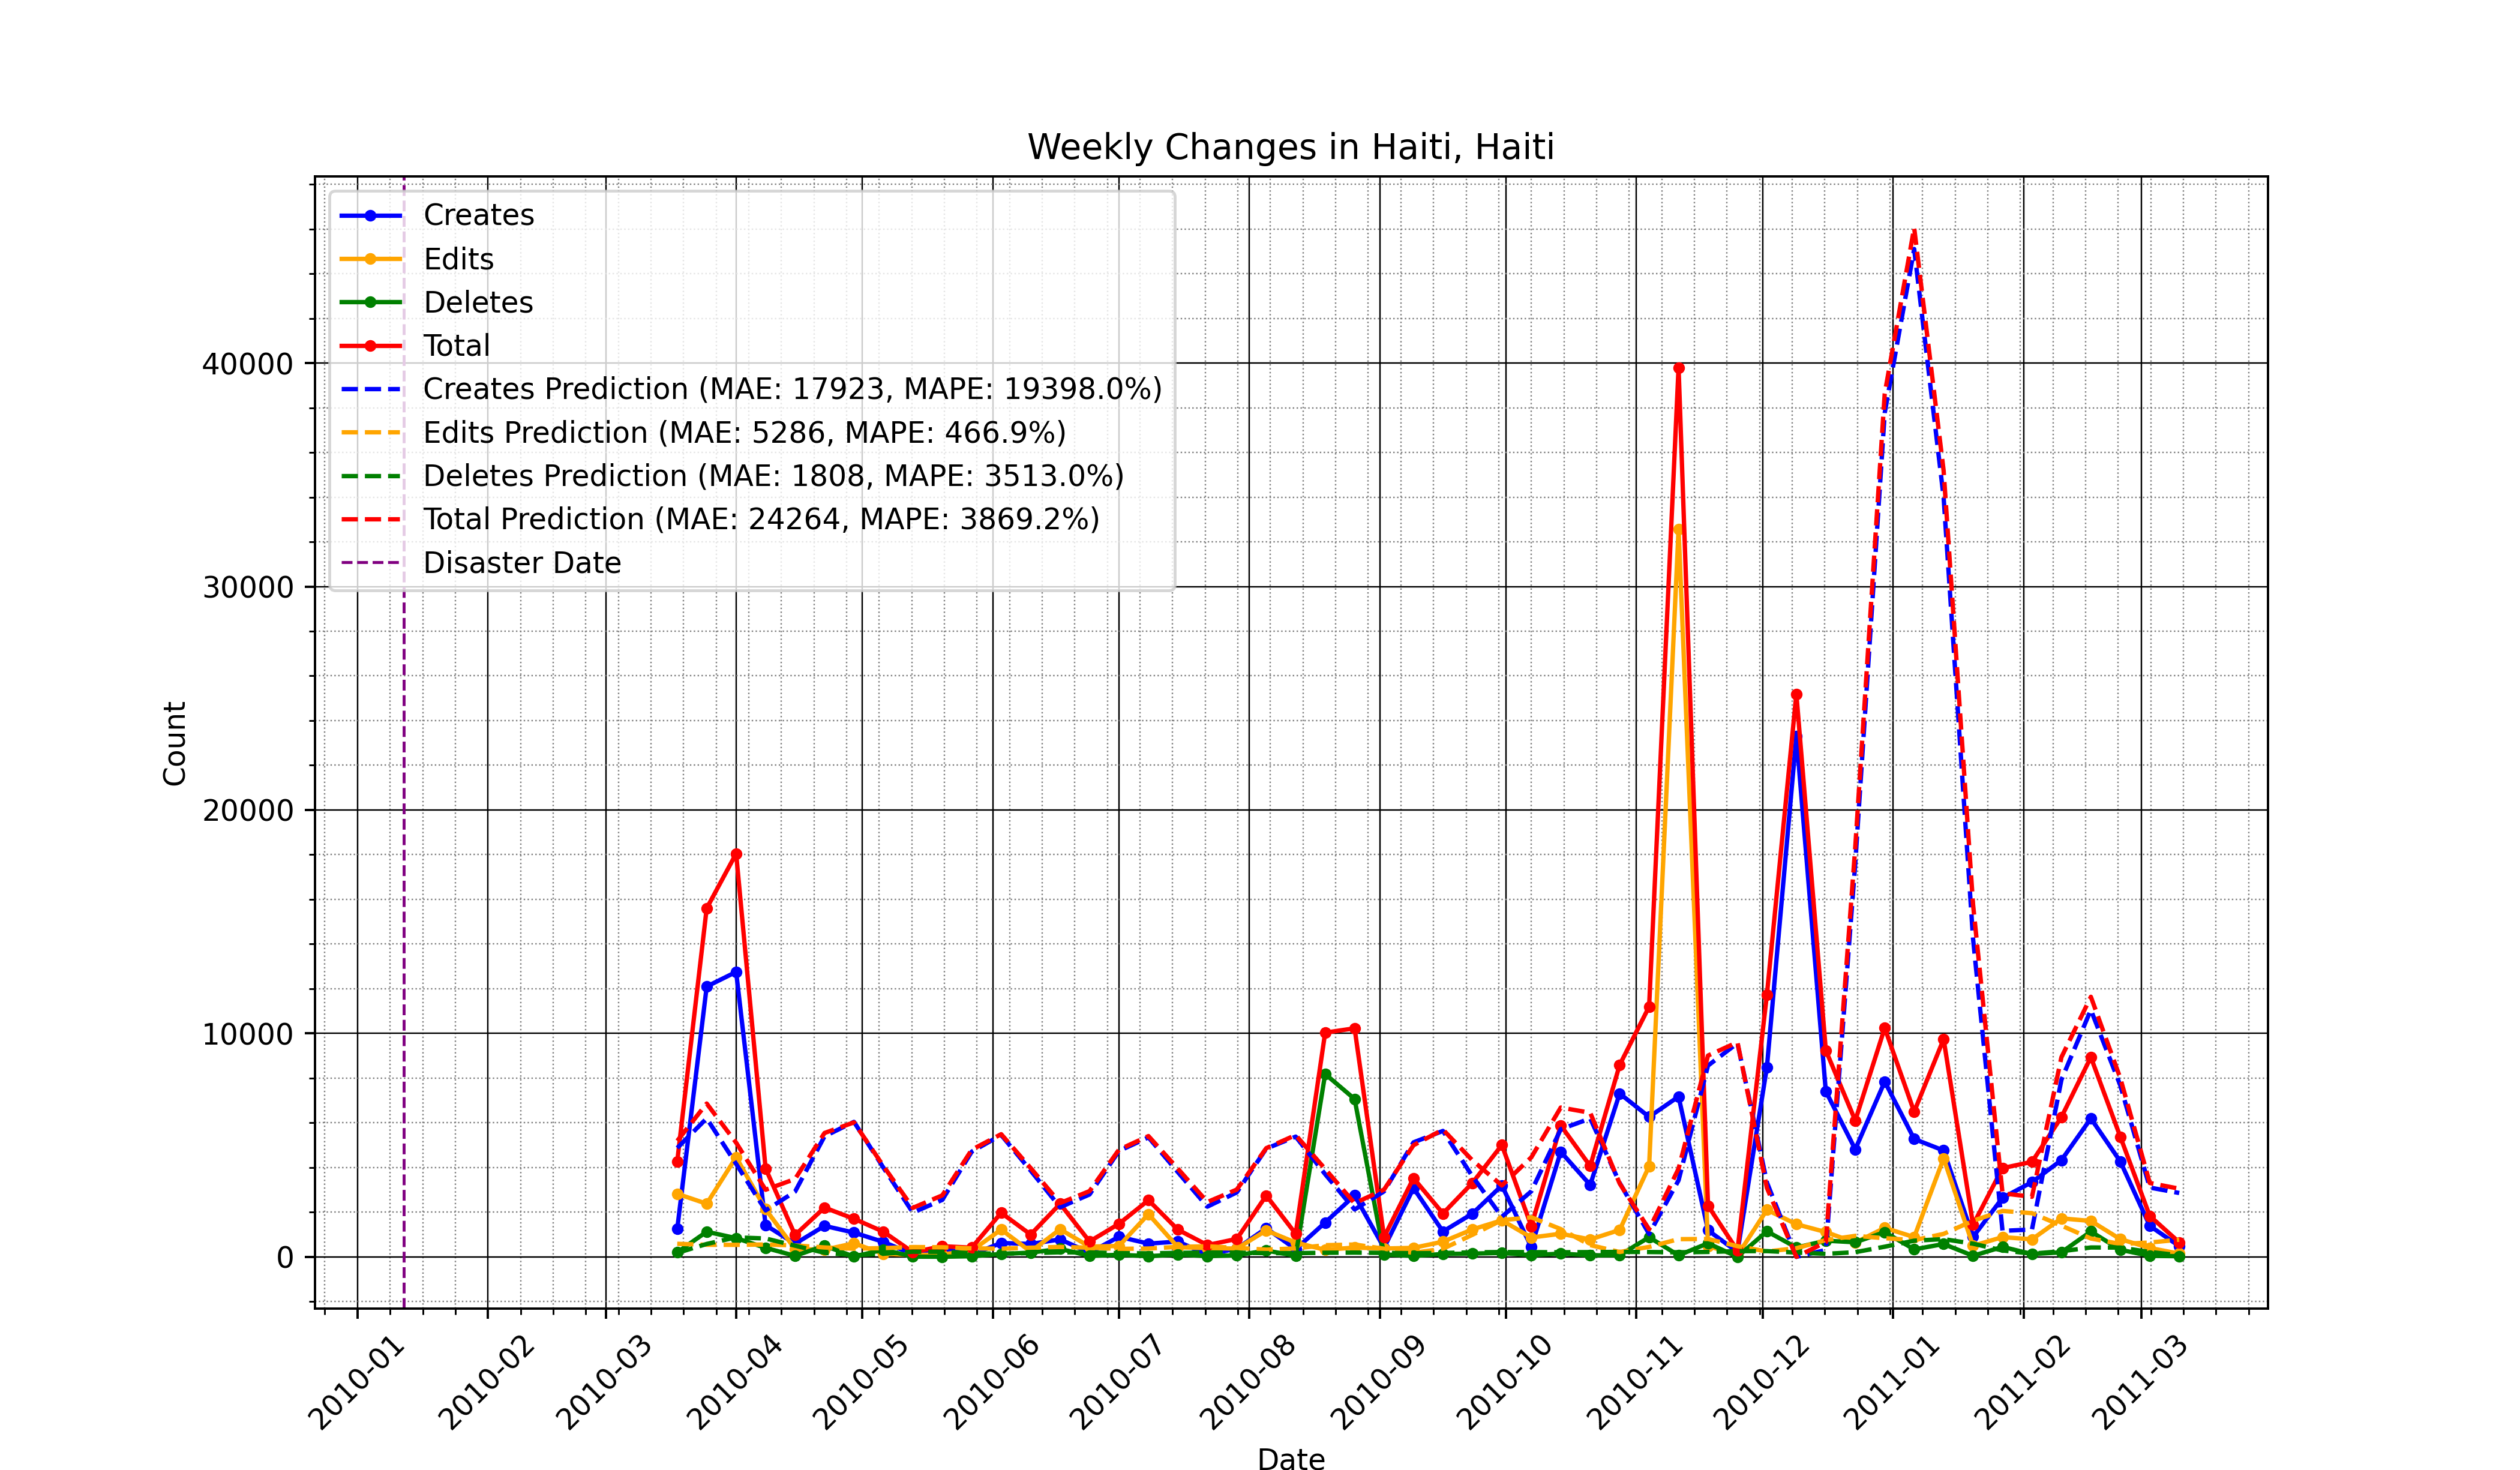 Weekly Changes in Haiti, Haiti
Creates
Edits
Deletes
Total
Creates Prediction (MAE: 17923, MAPE: 19398.0%)
Edits Prediction (MAE: 5286, MAPE: 466.9%)
Deletes Prediction (MAE: 1808, MAPE: 3513.0%)
Total Prediction (MAE: 24264, MAPE: 3869.2%)
Disaster Date
40000
30000
20000
10000
0
Count
2010-01
2010-02
2010-03
2010-04
2010-05
2010-06
2010-07
2010-08
2010-09
2010-10
2010-11
2010-12
2011-01
2011-02
2011-03
Date